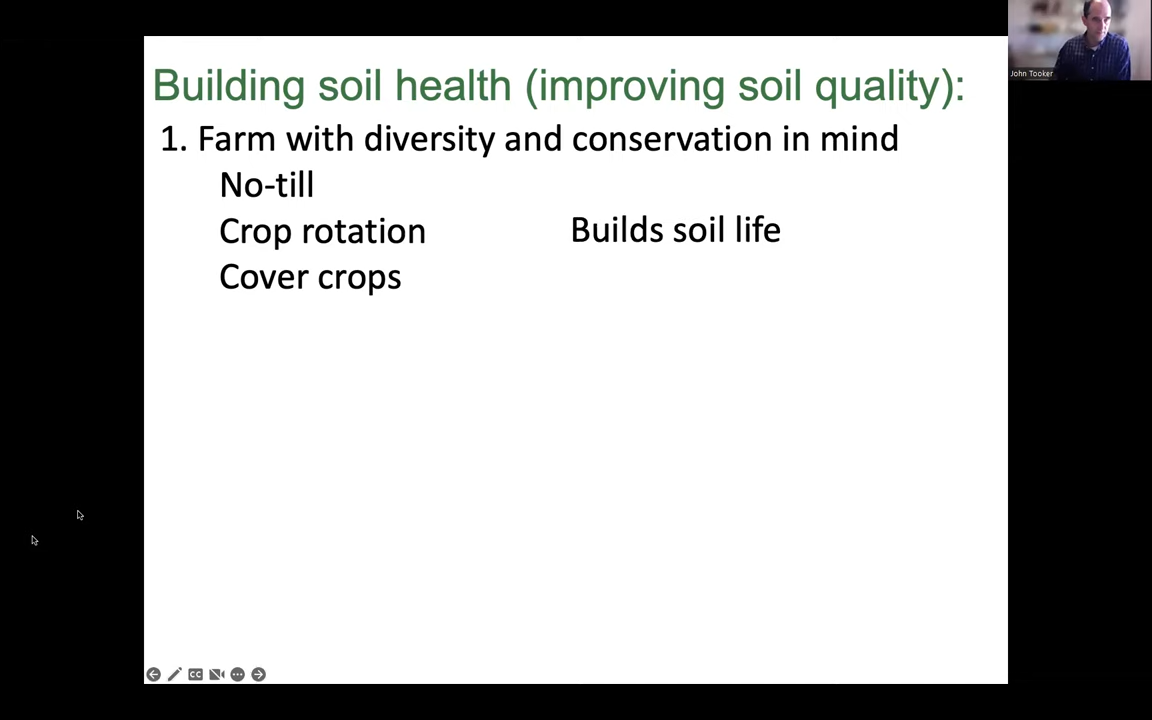 John Tooker
Building soil health (improving soil quality):
1. Farm with diversity and conservation in mind
No-till
Crop rotation
Builds soil life
Cover crops
CC